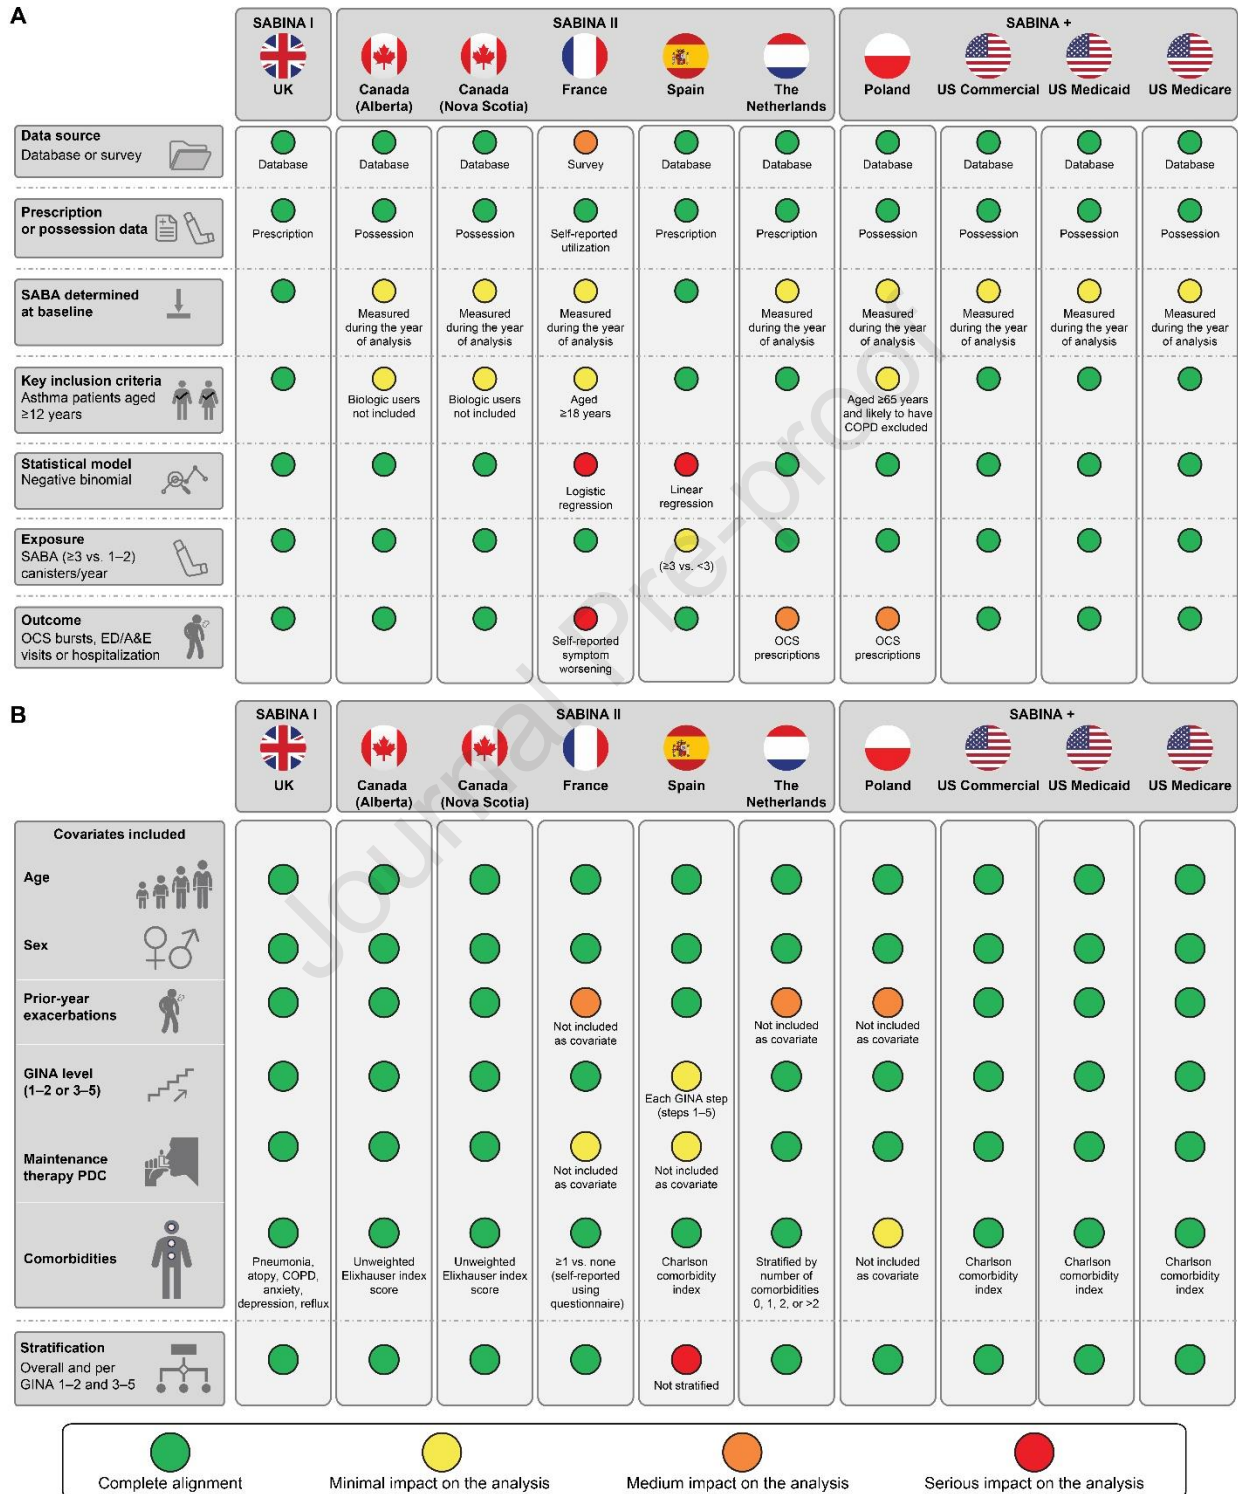 A
SABINA I
SABINA II
SABINA +
UK
Canada
(Alberta)
Canada
(Nova Scotia)
France
Spain
The
Netherlands
Poland
US Commercial
US Medicaid
US Medicare
Data source
Database or survey
Database
Database
Database
Survey
Database
Database
Database
Database
Database
Database
Prescription
or possession data
Prescription
Possession
Possession
Self-reported
utilization
Prescription
Prescription
Possession
Possession
Possession
Possession
SABA determined
at baseline
Measured
during the year
of analysis
Measured
during the year
of analysis
Measured
during the year
of analysis
Measured
during the year
of analysis
Measured
during the year
of analysis
Measured
during the year
of analysis
Measured
during the year
of analysis
Measured
during the year
of analysis
Key inclusion criteria
Asthma patients aged
≥12 years
Biologic users
not included
Biologic users
not included
Aged
≥18 years
Aged ≥65 years
and likely to have
COPD excluded
Statistical model
Negative binomial
Logistic
regression
Linear
regression
Exposure
SABA (≥3 vs. 1–2)
canisters/year
(≥3 vs. <3)
Outcome
OCS bursts, ED/A&E
visits or hospitalization
Self-reported
symptom
worsening
OCS
prescriptions
OCS
prescriptions
B
SABINA I
SABINA II
SABINA +
UK
Canada
(Alberta)
Canada
(Nova Scotia)
France
Spain
The
Netherlands
Poland
US Commercial
US Medicaid
US Medicare
Covariates included
Age
Sex
Prior-year
exacerbations
Not included
as covariate
Not included
as covariate
Not included
as covariate
GINA level
(1–2 or 3–5)
Each GINA step
(steps 1–5)
Maintenance
therapy PDC
Not included
as covariate
Not included
as covariate
Comorbidities
Pneumonia,
atopy, COPD,
anxiety,
depression, reflux
Unweighted
Elixhauser index
score
Unweighted
Elixhauser index
score
≥1 vs. none
(self-reported
using
questionnaire)
Charlson
comorbidity
index
Stratified by
number of
comorbidities
0, 1, 2, or >2
Not included
as covariate
Charlson
comorbidity
index
Charlson
comorbidity
index
Charlson
comorbidity
index
Stratification
Overall and per
GINA 1–2 and 3–5
Not stratified
Complete alignment
Minimal impact on the analysis
Medium impact on the analysis
Serious impact on the analysis
Journal Pre-proof